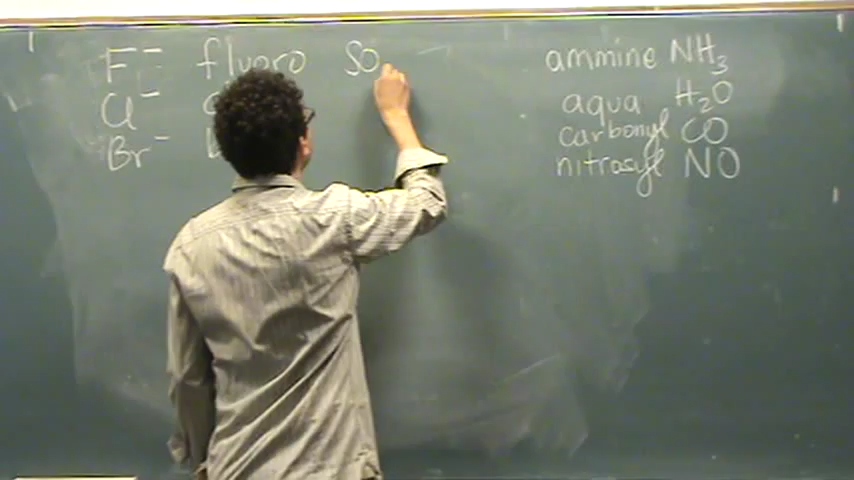 F⁻ fluoro SO
Cl⁻
Br⁻
ammine NH₃
aqua H₂O
carbonyl CO
nitrosyl NO